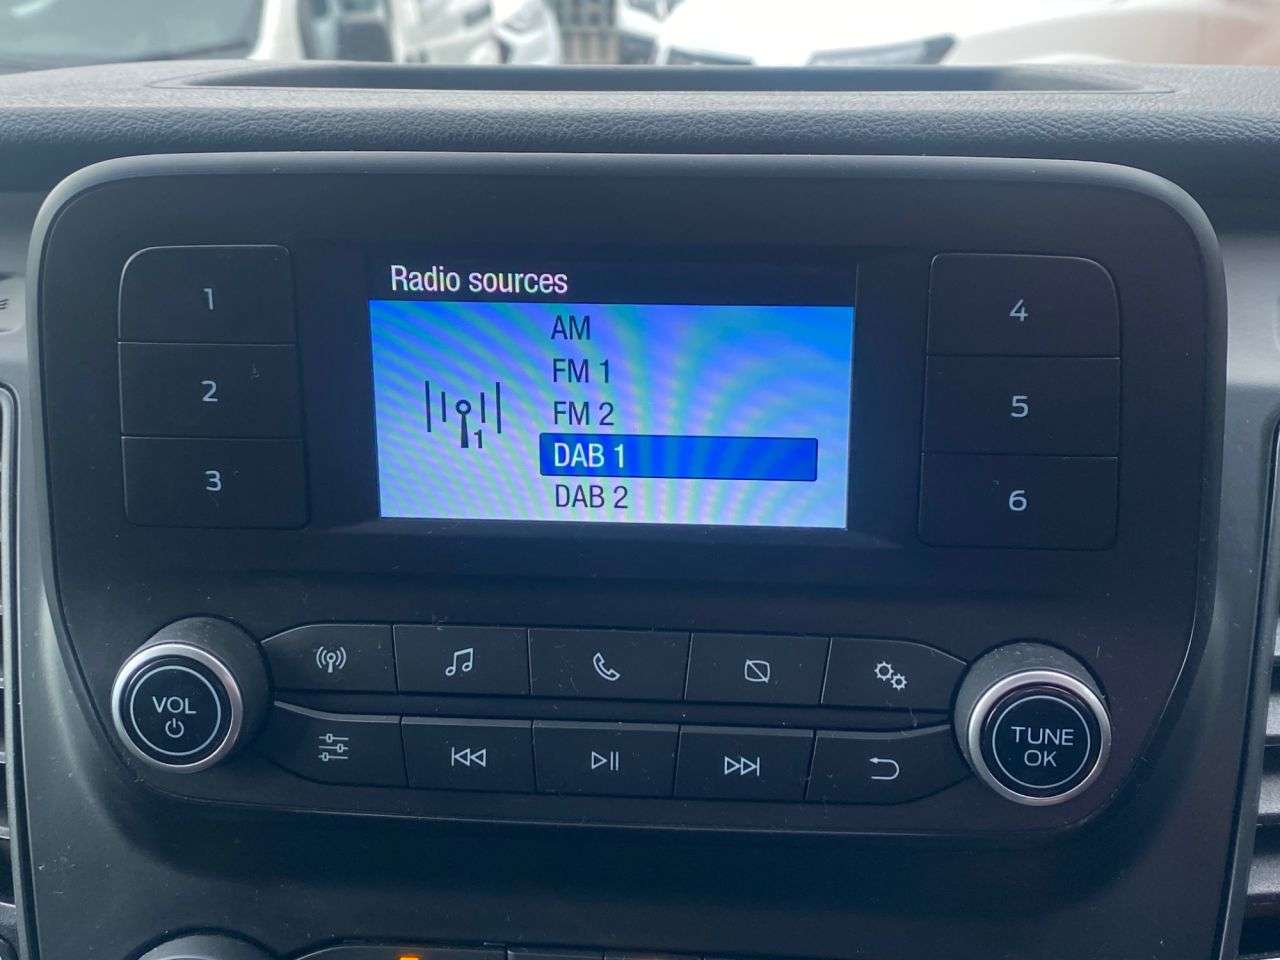 Radio sources
AM
FM 1
FM 2
DAB 1
DAB 2
1
1
2
3
4
5
6
VOL
TUNE
OK